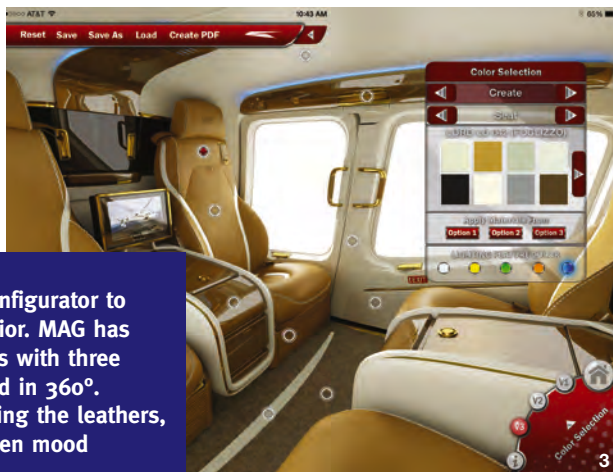 AT&T
10:43 AM
65%
Reset Save Save As Load Create PDF
Color Selection
Create
Seat
Option 1 Option 2 Option 3
nfigurator to
ior. MAG has
s with three
d in 360°.
ing the leathers,
en mood
V1
V2
V3
i
Color Selection
3